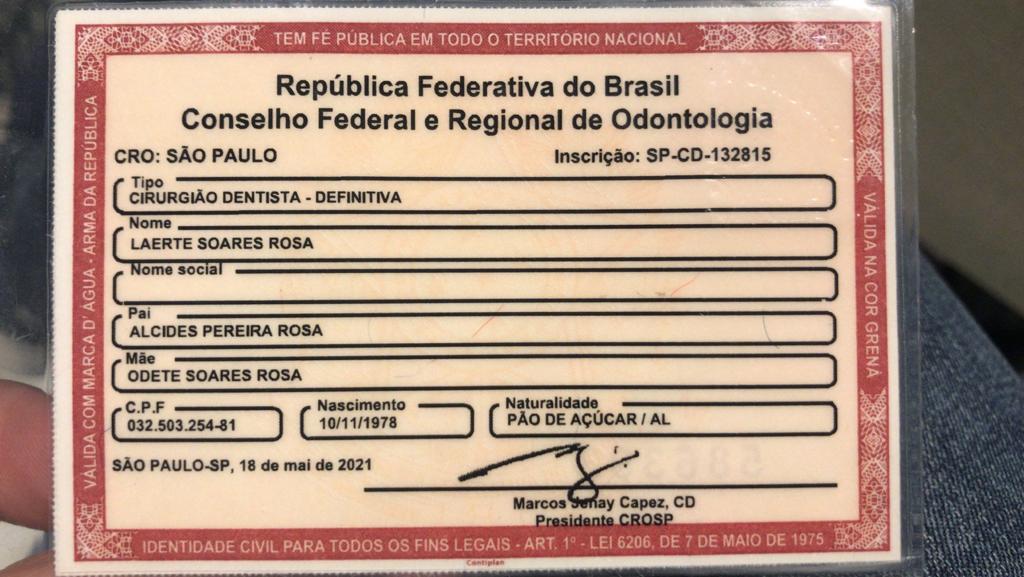 TEM FÉ PÚBLICA EM TODO O TERRITÓRIO NACIONAL
VÁLIDA COM MARCA D' ÁGUA - ARMA DA REPÚBLICA
República Federativa do Brasil
Conselho Federal e Regional de Odontologia
CRO: SÃO PAULO Inscrição: SP-CD-132815
Tipo
CIRURGIÃO DENTISTA - DEFINITIVA
Nome
LAERTE SOARES ROSA
Nome social
Pai
ALCIDES PEREIRA ROSA
Mãe
ODETE SOARES ROSA
C.P.F Nascimento Naturalidade
032.503.254-81 10/11/1978 PÃO DE AÇÚCAR / AL
SÃO PAULO-SP, 18 de mai de 2021
Marcos Jenay Capez, CD
Presidente CROSP
VÁLIDA NA COR GRENÁ
IDENTIDADE CIVIL PARA TODOS OS FINS LEGAIS - ART. 1º - LEI 6206, DE 7 DE MAIO DE 1975
Contiplan